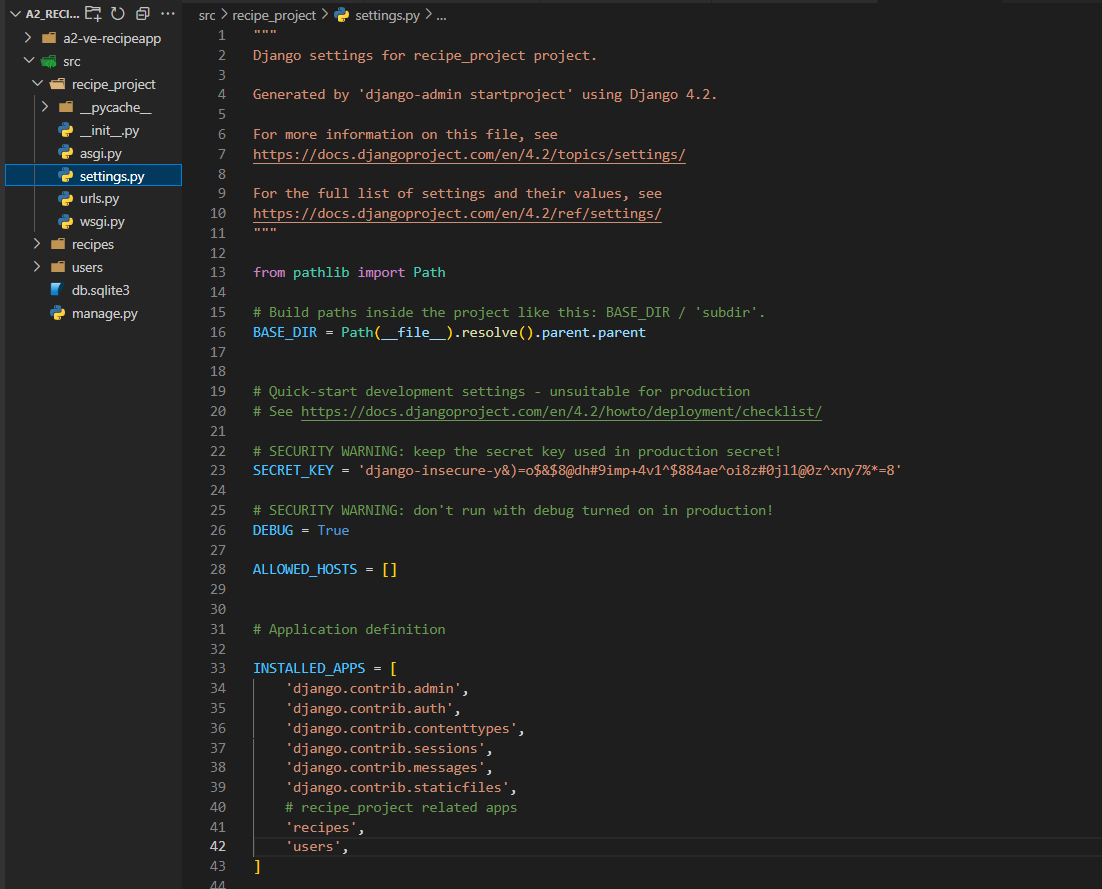 A2_RECI...
a2-ve-recipeapp
src
recipe_project
__pycache__
__init__.py
asgi.py
settings.py
urls.py
wsgi.py
recipes
users
db.sqlite3
manage.py
src > recipe_project > settings.py > ...
1 """
2 Django settings for recipe_project project.
3
4 Generated by 'django-admin startproject' using Django 4.2.
5
6 For more information on this file, see
7 https://docs.djangoproject.com/en/4.2/topics/settings/
8
9 For the full list of settings and their values, see
10 https://docs.djangoproject.com/en/4.2/ref/settings/
11 """
12
13 from pathlib import Path
14
15 # Build paths inside the project like this: BASE_DIR / 'subdir'.
16 BASE_DIR = Path(__file__).resolve().parent.parent
17
18
19 # Quick-start development settings - unsuitable for production
20 # See https://docs.djangoproject.com/en/4.2/howto/deployment/checklist/
21
22 # SECURITY WARNING: keep the secret key used in production secret!
23 SECRET_KEY = 'django-insecure-y&)=o$&$8@dh#9imp+4v1^$884ae^oi8z#0jl1@0z^xny7%*=8'
24
25 # SECURITY WARNING: don't run with debug turned on in production!
26 DEBUG = True
27
28 ALLOWED_HOSTS = []
29
30
31 # Application definition
32
33 INSTALLED_APPS = [
34     'django.contrib.admin',
35     'django.contrib.auth',
36     'django.contrib.contenttypes',
37     'django.contrib.sessions',
38     'django.contrib.messages',
39     'django.contrib.staticfiles',
40     # recipe_project related apps
41     'recipes',
42     'users',
43 ]
44